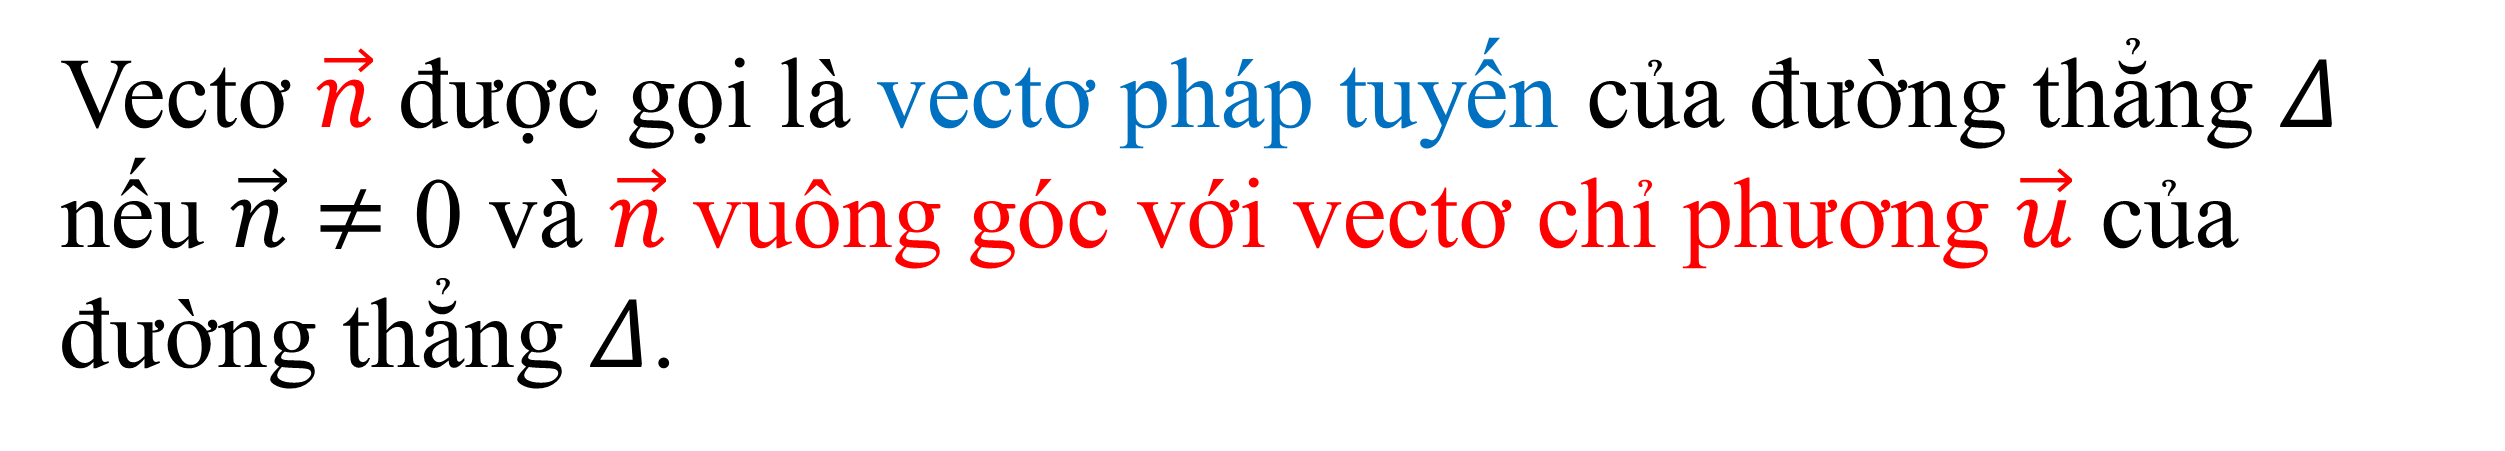 Vectơ n⃗ được gọi là vectơ pháp tuyến của đường thẳng Δ
nếu n⃗ ≠ 0 và n⃗ vuông góc với vectơ chỉ phương u⃗ của
đường thẳng Δ.